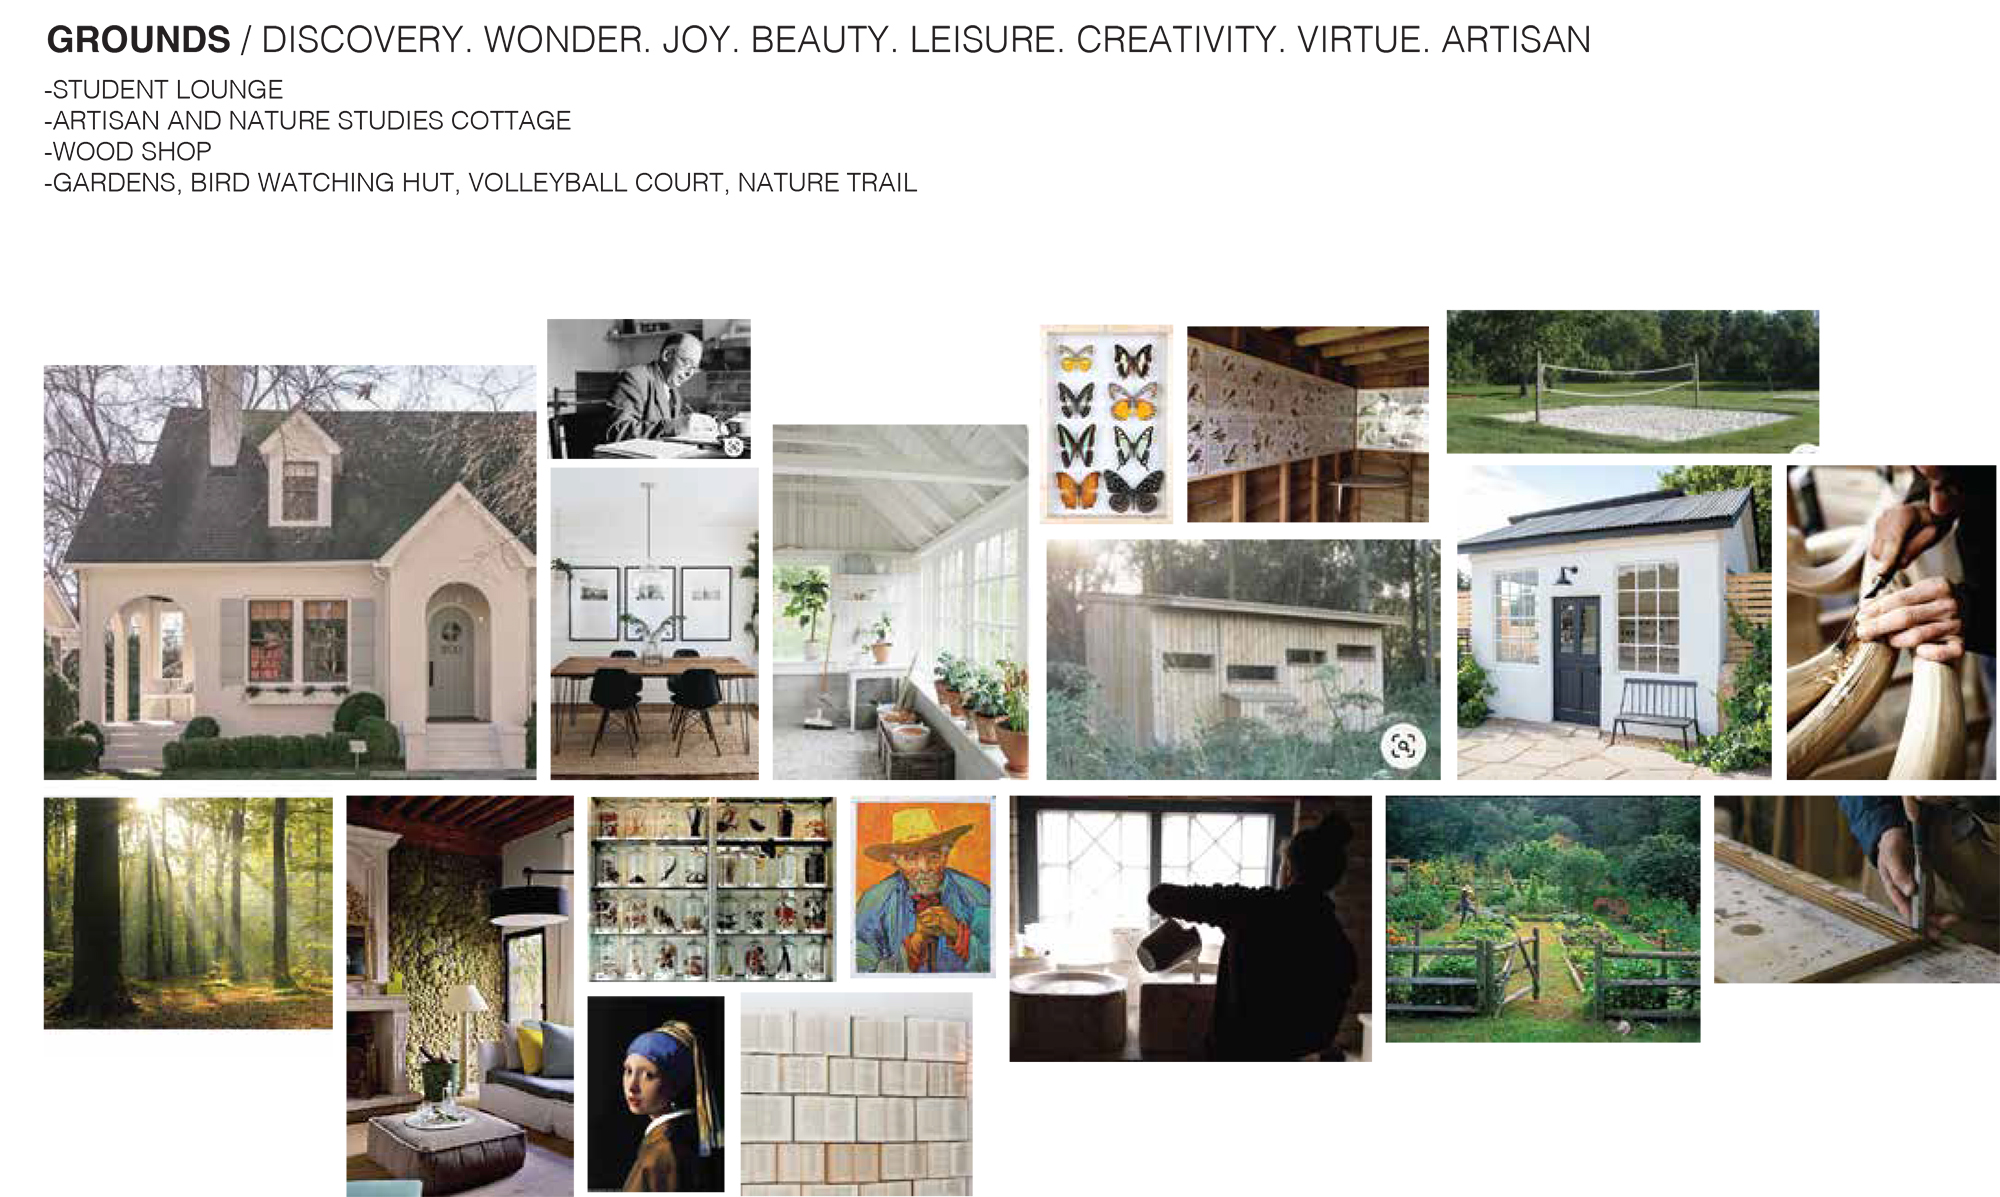 GROUNDS / DISCOVERY. WONDER. JOY. BEAUTY. LEISURE. CREATIVITY. VIRTUE. ARTISAN
-STUDENT LOUNGE
-ARTISAN AND NATURE STUDIES COTTAGE
-WOOD SHOP
-GARDENS, BIRD WATCHING HUT, VOLLEYBALL COURT, NATURE TRAIL